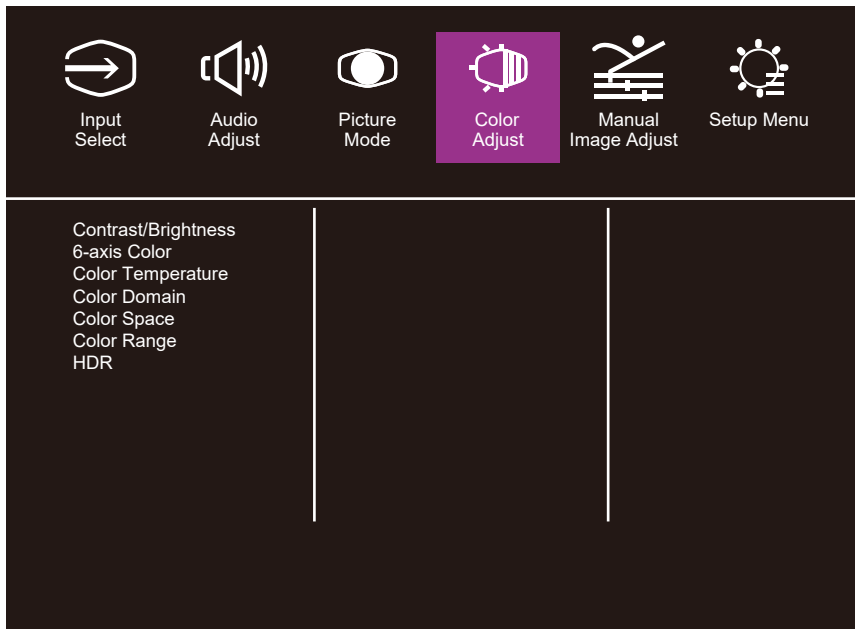 Input
Select
Audio
Adjust
Picture
Mode
Color
Adjust
Manual
Image Adjust
Setup Menu
Contrast/Brightness
6-axis Color
Color Temperature
Color Domain
Color Space
Color Range
HDR